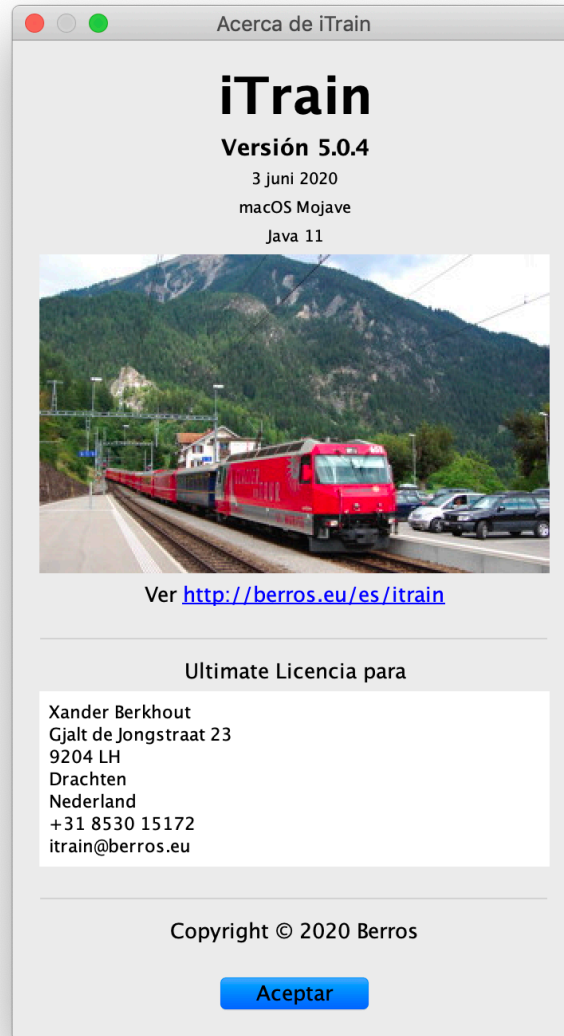 Acerca de iTrain
iTrain
Versión 5.0.4
3 juni 2020
macOS Mojave
Java 11
Ver http://berros.eu/es/itrain
Ultimate Licencia para
Xander Berkhout
Gjalt de Jongstraat 23
9204 LH
Drachten
Nederland
+31 8530 15172
itrain@berros.eu
Copyright © 2020 Berros
Aceptar